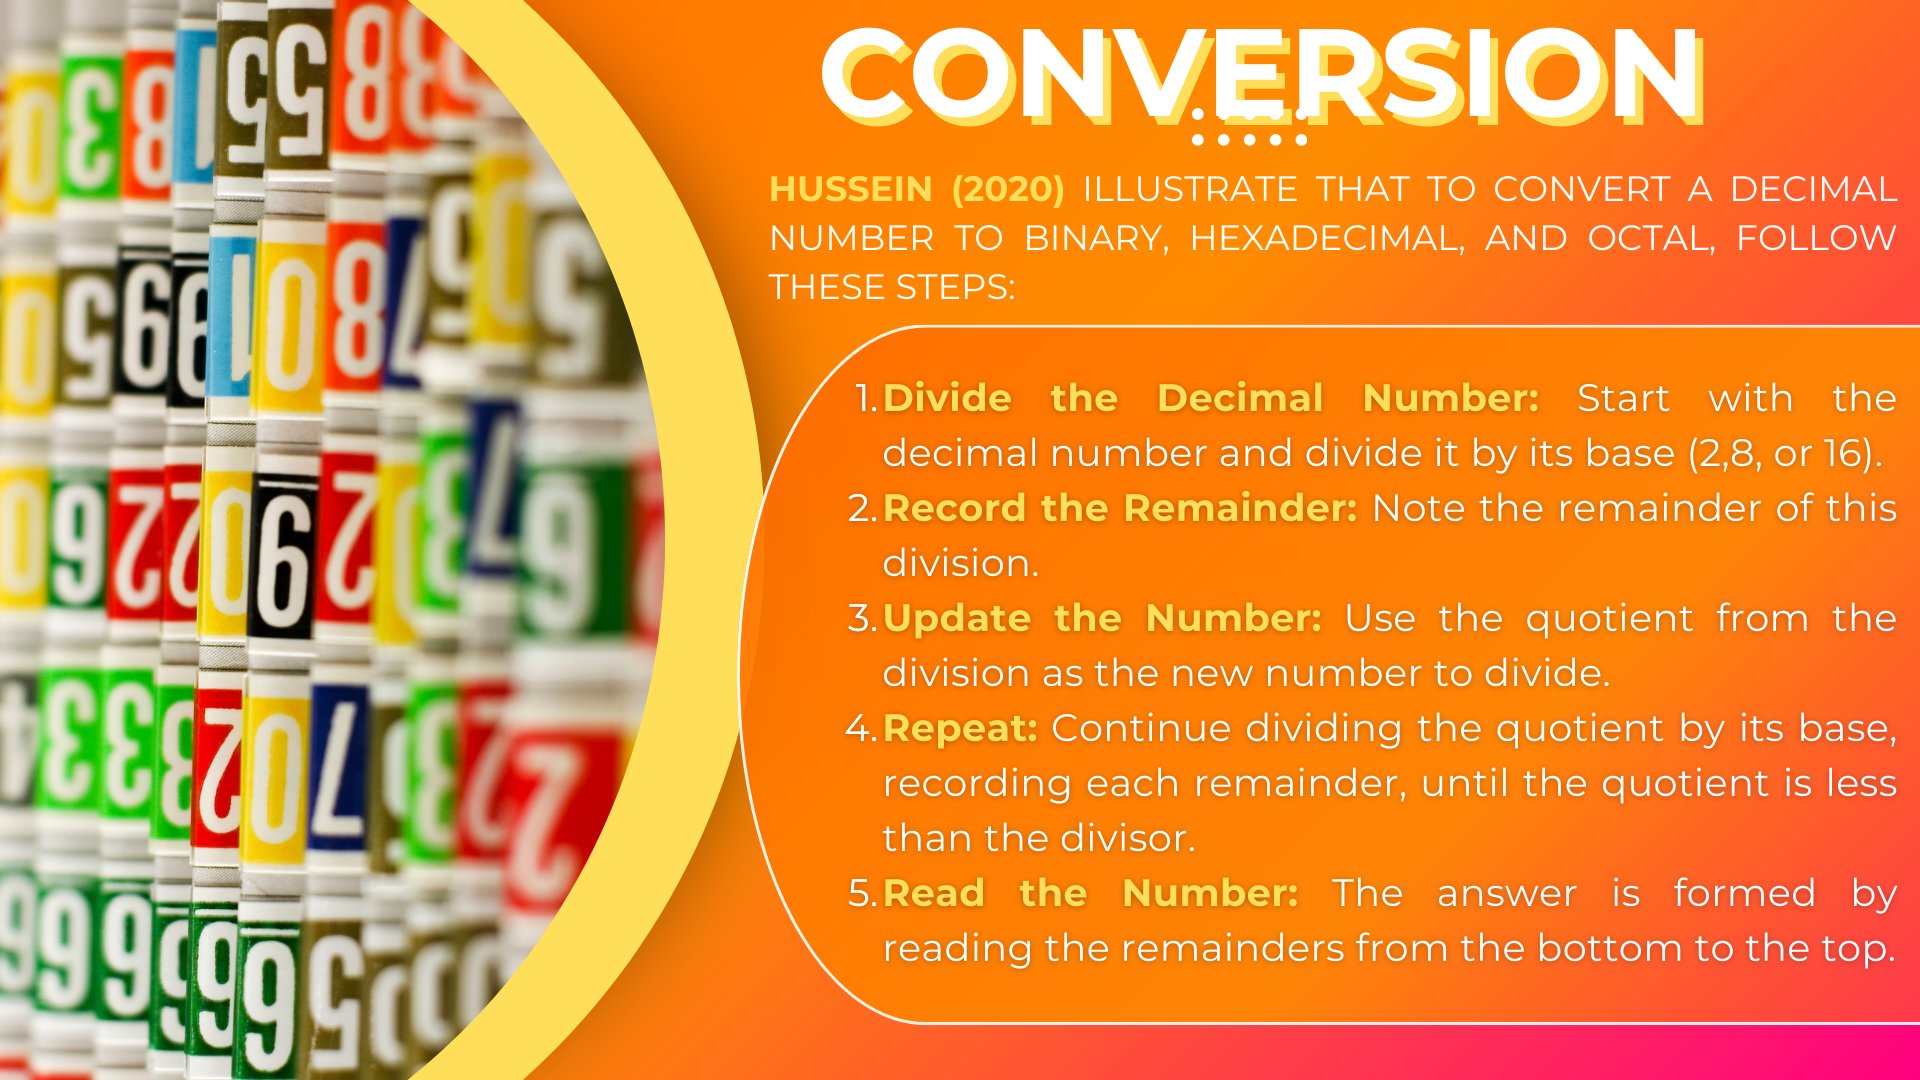 CONVERSION
HUSSEIN (2020) ILLUSTRATE THAT TO CONVERT A DECIMAL
NUMBER TO BINARY, HEXADECIMAL, AND OCTAL, FOLLOW
THESE STEPS:
1. Divide the Decimal Number: Start with the
decimal number and divide it by its base (2,8, or 16).
2. Record the Remainder: Note the remainder of this
division.
3. Update the Number: Use the quotient from the
division as the new number to divide.
4. Repeat: Continue dividing the quotient by its base,
recording each remainder, until the quotient is less
than the divisor.
5. Read the Number: The answer is formed by
reading the remainders from the bottom to the top.